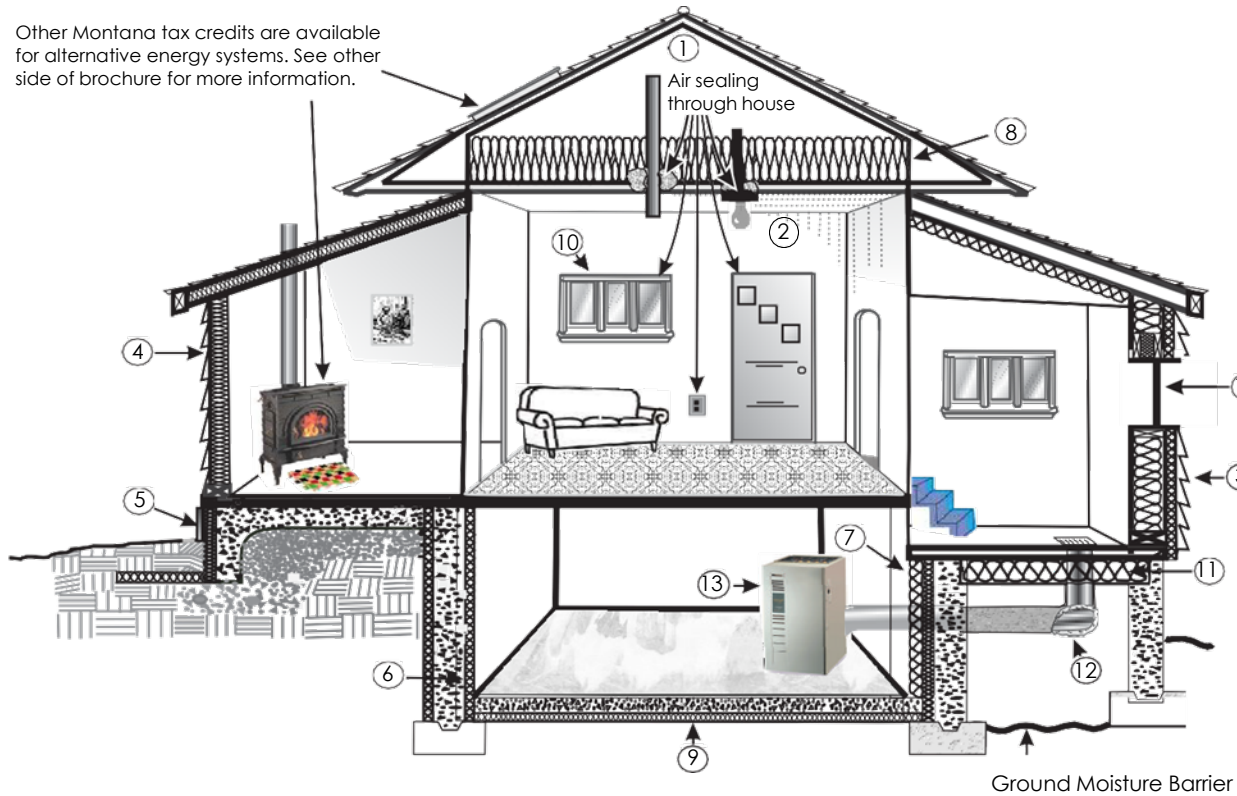 Other Montana tax credits are available
for alternative energy systems. See other
side of brochure for more information.
1
Air sealing
through house
8
2
10
4
5
7
13
11
12
6
9
3
Ground Moisture Barrier